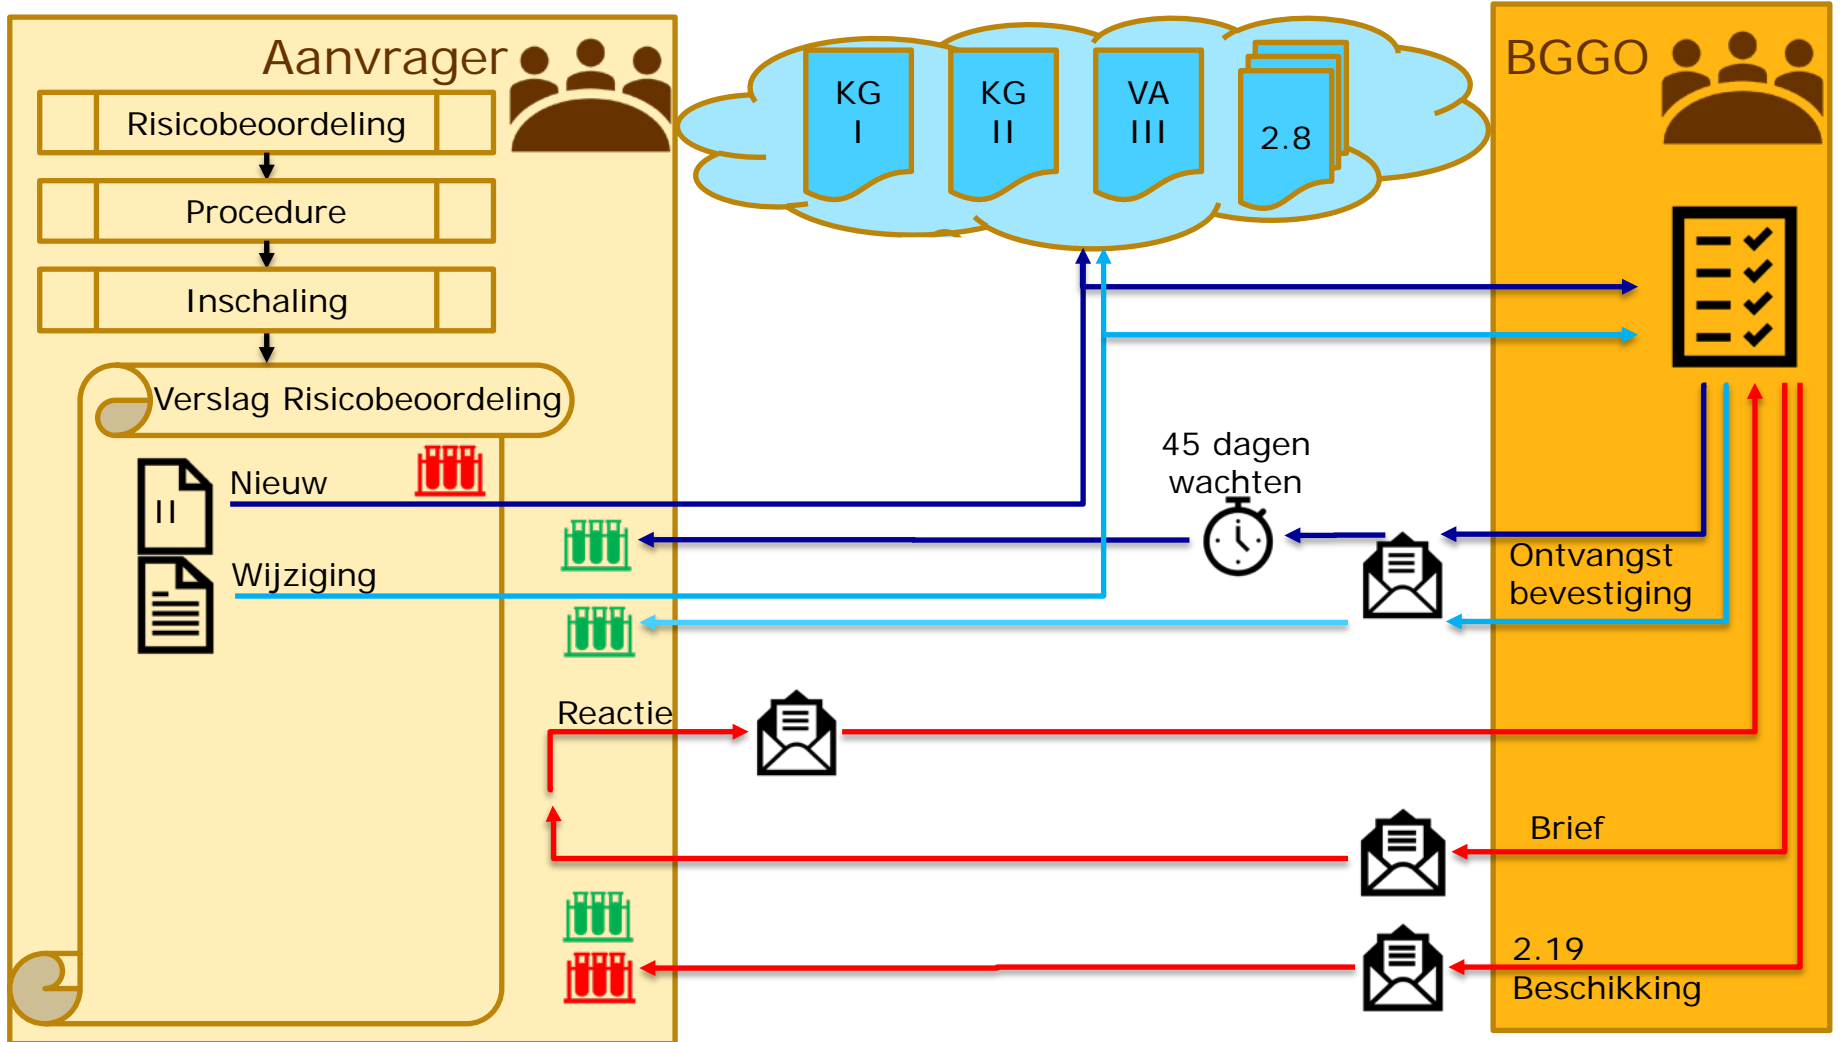 Aanvrager
Risicobeoordeling
Procedure
Inschaling
Verslag Risicobeoordeling
II
Nieuw
Wijziging
Reactie
KG
I
KG
II
VA
III
2.8
45 dagen
wachten
BGGO
Ontvangst
bevestiging
Brief
2.19
Beschikking